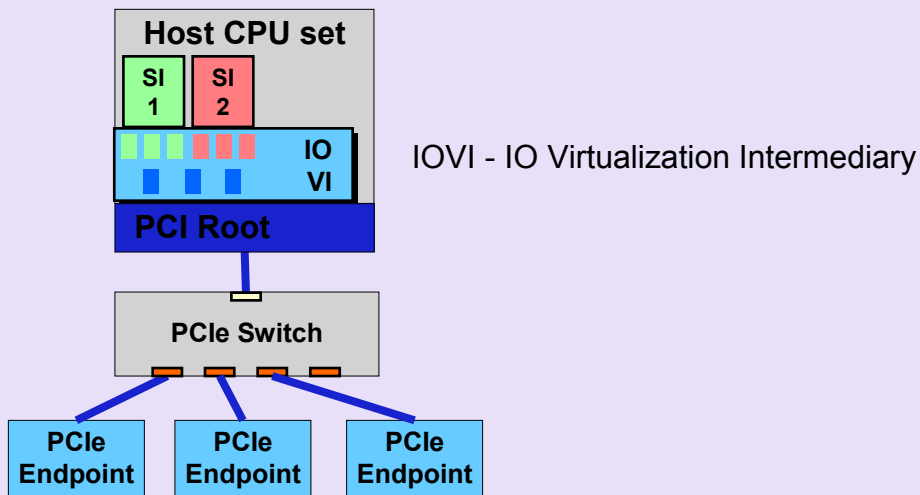 Host CPU set
SI
1
SI
2
IO
VI
IOVI - IO Virtualization Intermediary
PCI Root
PCIe Switch
PCIe
Endpoint
PCIe
Endpoint
PCIe
Endpoint